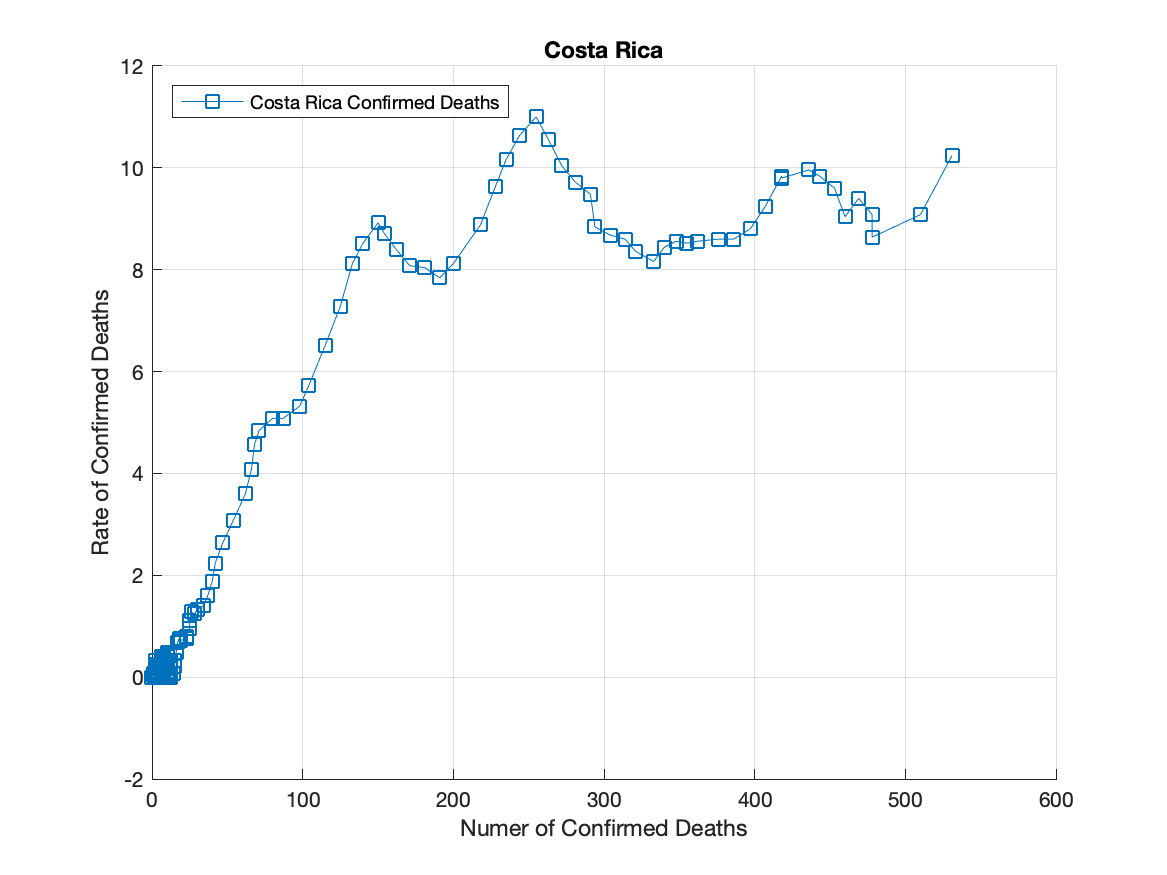 Costa Rica
Costa Rica Confirmed Deaths
12
10
8
6
4
2
0
-2
Rate of Confirmed Deaths
0 100 200 300 400 500 600
Numer of Confirmed Deaths